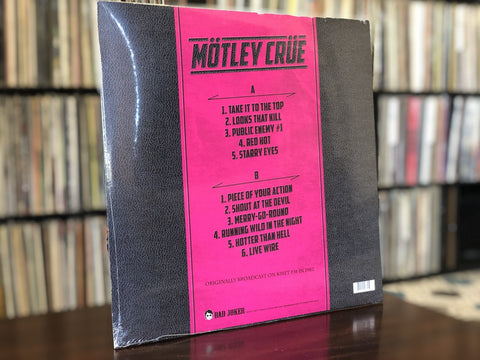 MÖTLEY CRÜE
A
1. TAKE IT TO THE TOP
2. LOOKS THAT KILL
3. PUBLIC ENEMY #1
4. RED HOT
5. STARRY EYES
B
1. PIECE OF YOUR ACTION
2. SHOUT AT THE DEVIL
3. MERRY-GO-ROUND
4. RUNNING WILD IN THE NIGHT
5. HOTTER THAN HELL
6. LIVE WIRE
ORIGINALLY BROADCAST ON
FM IN 1982
BAD JOKER